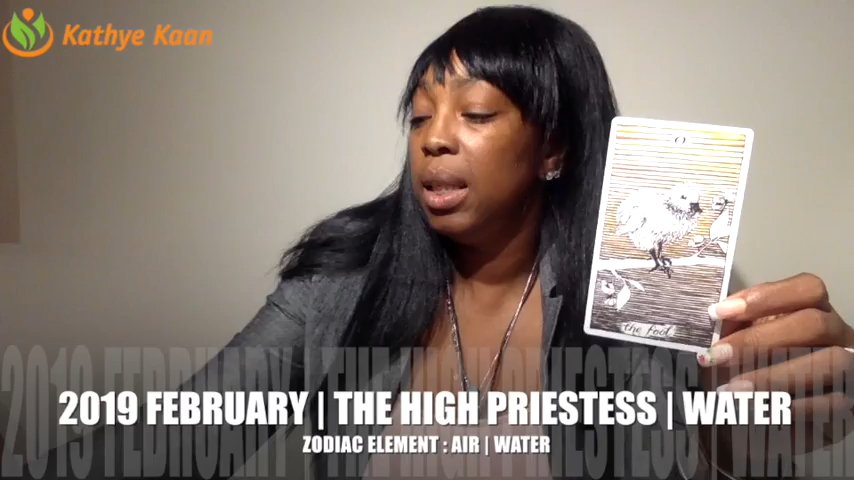 Kathye Kaan
0
the Fool
2019 FEBRUARY | THE HIGH PRIESTESS | WATER
2019 FEBRUARY | THE HIGH PRIESTESS | WATER
ZODIAC ELEMENT : AIR | WATER